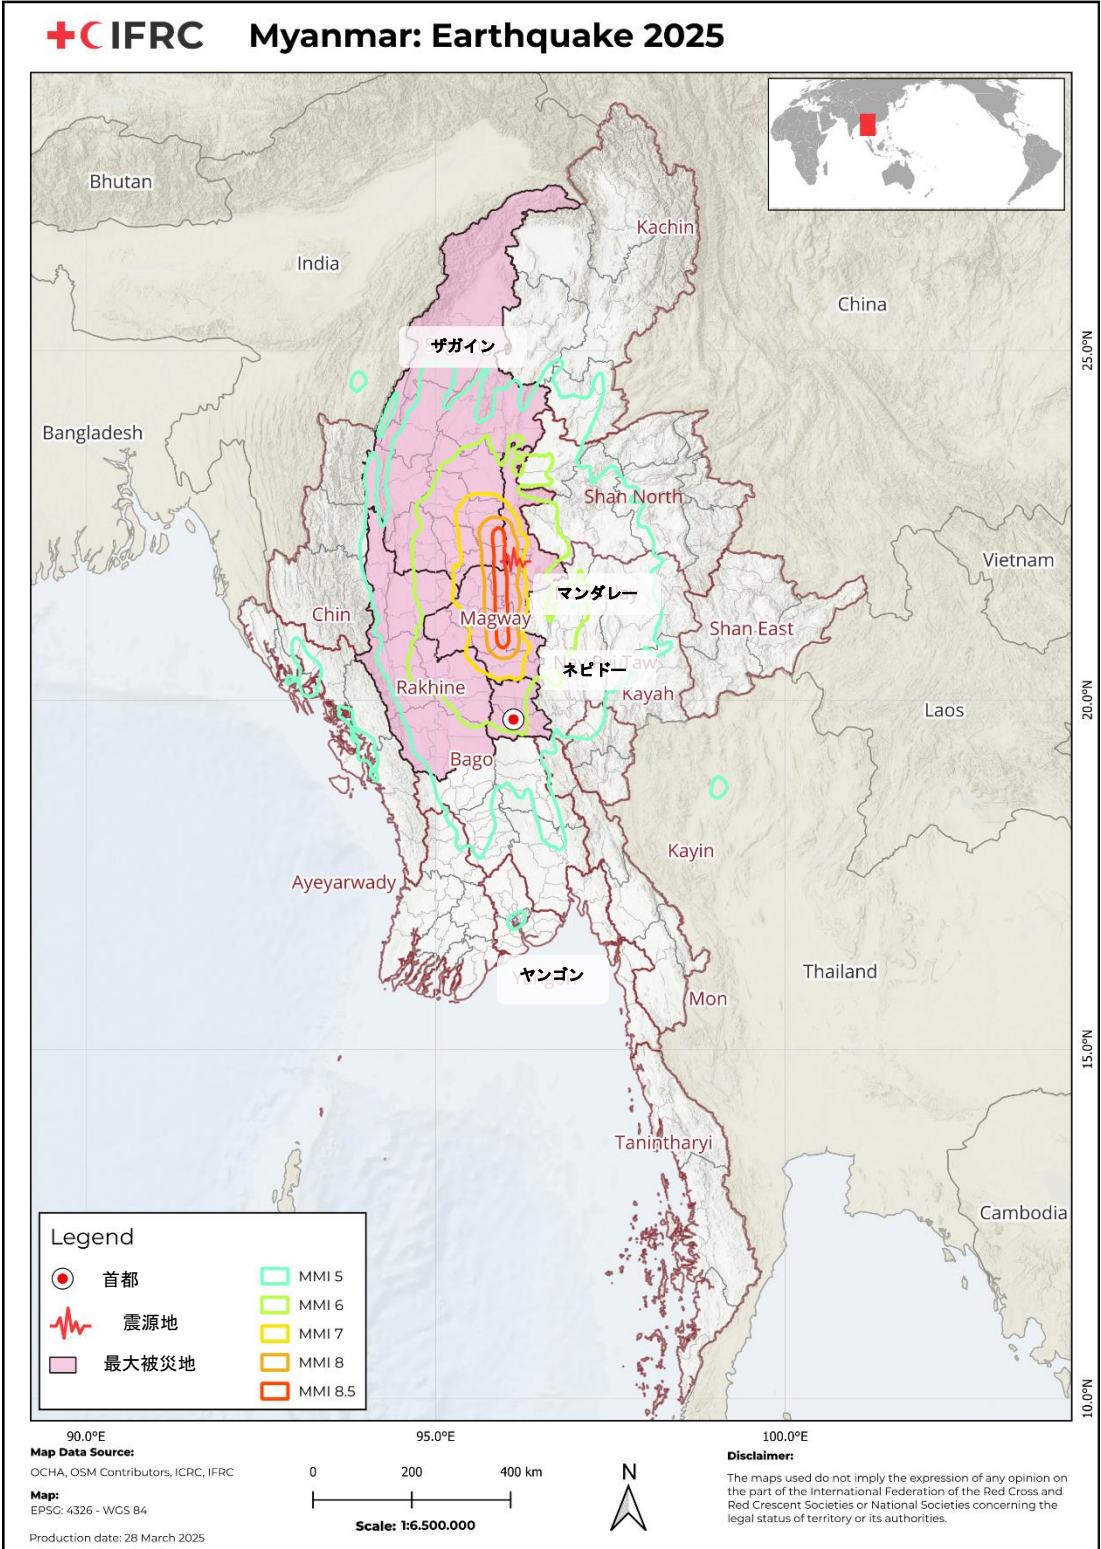 IFRC Myanmar: Earthquake 2025
Bhutan
Kachin
India
China
25.0°N
ザガイン
Bangladesh
Shan North
Vietnam
マンダレー
Chin
Magway
Shan East
ネピドー
Taw
Rakhine
Kayah
20.0°N
Laos
Bago
Kayin
Ayeyarwady
Thailand
ヤンゴン
Mon
15.0°N
Tanintharyi
Cambodia
Legend
首都
震源地
最大被災地
MMI 5
MMI 6
MMI 7
MMI 8
MMI 8.5
10.0°N
90.0°E
95.0°E
100.0°E
Map Data Source:
OCHA, OSM Contributors, ICRC, IFRC
Map:
EPSG: 4326 - WGS 84
Production date: 28 March 2025
0 200 400 km
Scale: 1:6.500.000
N
Disclaimer:
The maps used do not imply the expression of any opinion on
the part of the International Federation of the Red Cross and
Red Crescent Societies or National Societies concerning the
legal status of territory or its authorities.